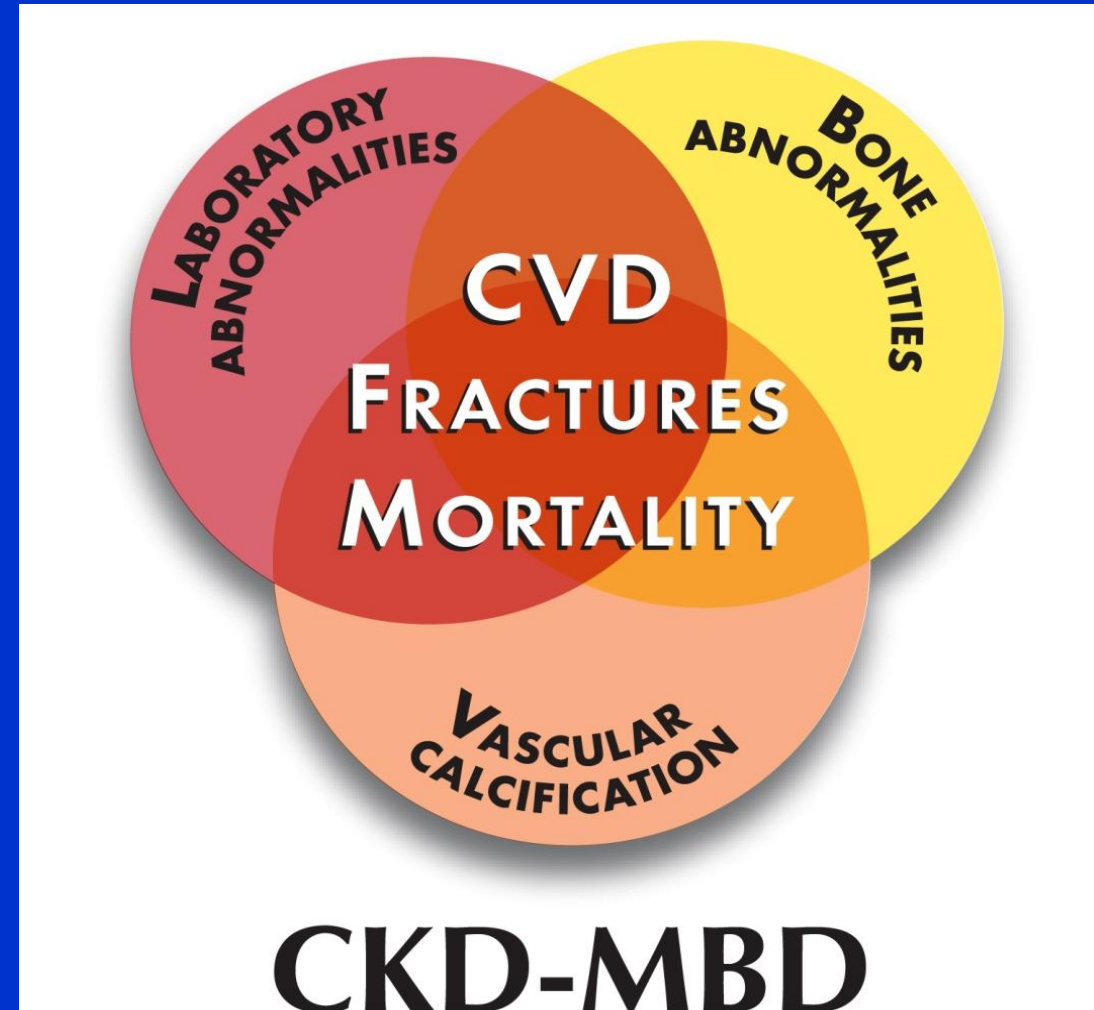 LABORATORY
ABNORMALITIES
BONE
ABNORMALITIES
CVD
FRACTURES
MORTALITY
VASCULAR
CALCIFICATION
CKD-MBD